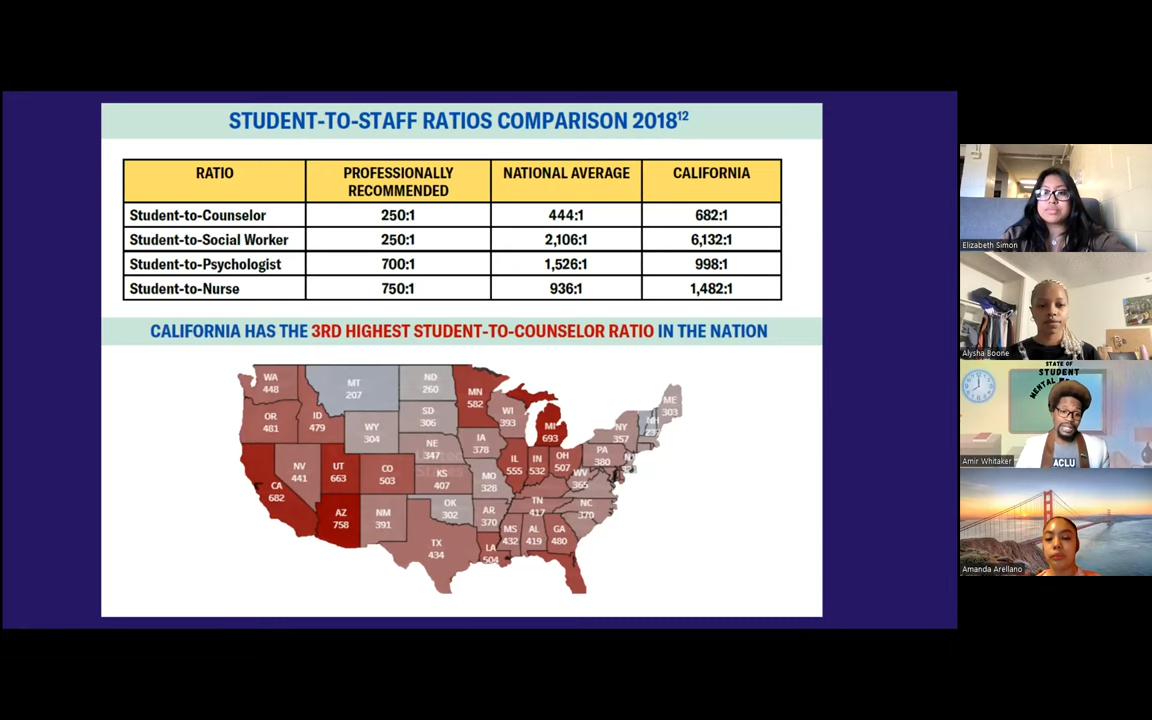 STUDENT-TO-STAFF RATIOS COMPARISON 2018¹²
RATIO PROFESSIONALLY RECOMMENDED NATIONAL AVERAGE CALIFORNIA
Student-to-Counselor 250:1 444:1 682:1
Student-to-Social Worker 250:1 2,106:1 6,132:1
Student-to-Psychologist 700:1 1,526:1 998:1
Student-to-Nurse 750:1 936:1 1,482:1
CALIFORNIA HAS THE 3RD HIGHEST STUDENT-TO-COUNSELOR RATIO IN THE NATION
WA 448
MT 207
ND 260
MN 582
OR 481
ID 479
SD 306
WI 393
MI 693
ME 303
WY 304
NY 357
NH
NE 347
IA 378
NV 441
UT 663
CO 503
KS 407
MO 328
IL 555
IN 532
OH 507
PA 380
WV 365
CA 682
AZ 758
NM 391
OK 302
AR 370
TN 417
NC 370
TX 434
LA 504
MS 432
AL 419
GA 480
Elizabeth Simon
Alysha Boone
STATE OF
STUDENT
ACLU
Amir Whitaker
Amanda Arellano